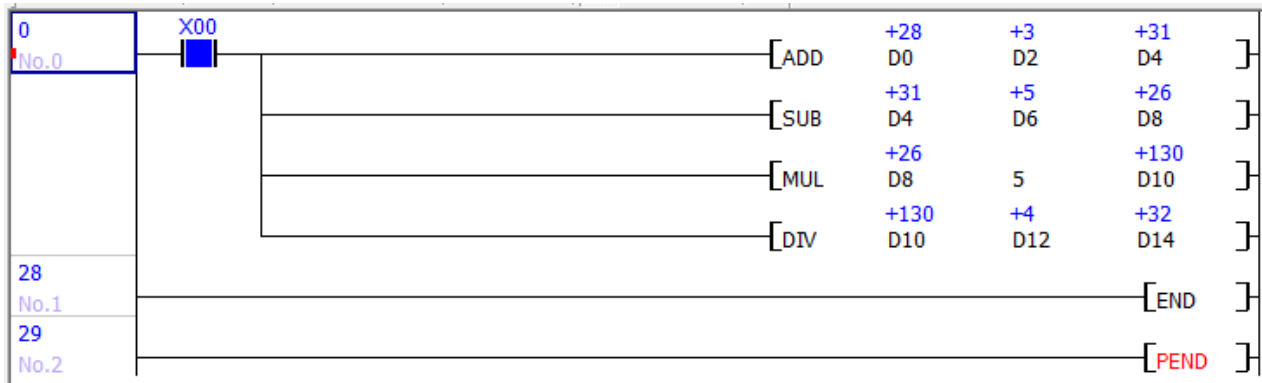 0 X00 +28 +3 +31
No.0 ADD D0 D2 D4
+31 +5 +26
SUB D4 D6 D8
+26 +130
MUL D8 5 D10
+130 +4 +32
DIV D10 D12 D14
28
No.1 END
29
No.2 PEND